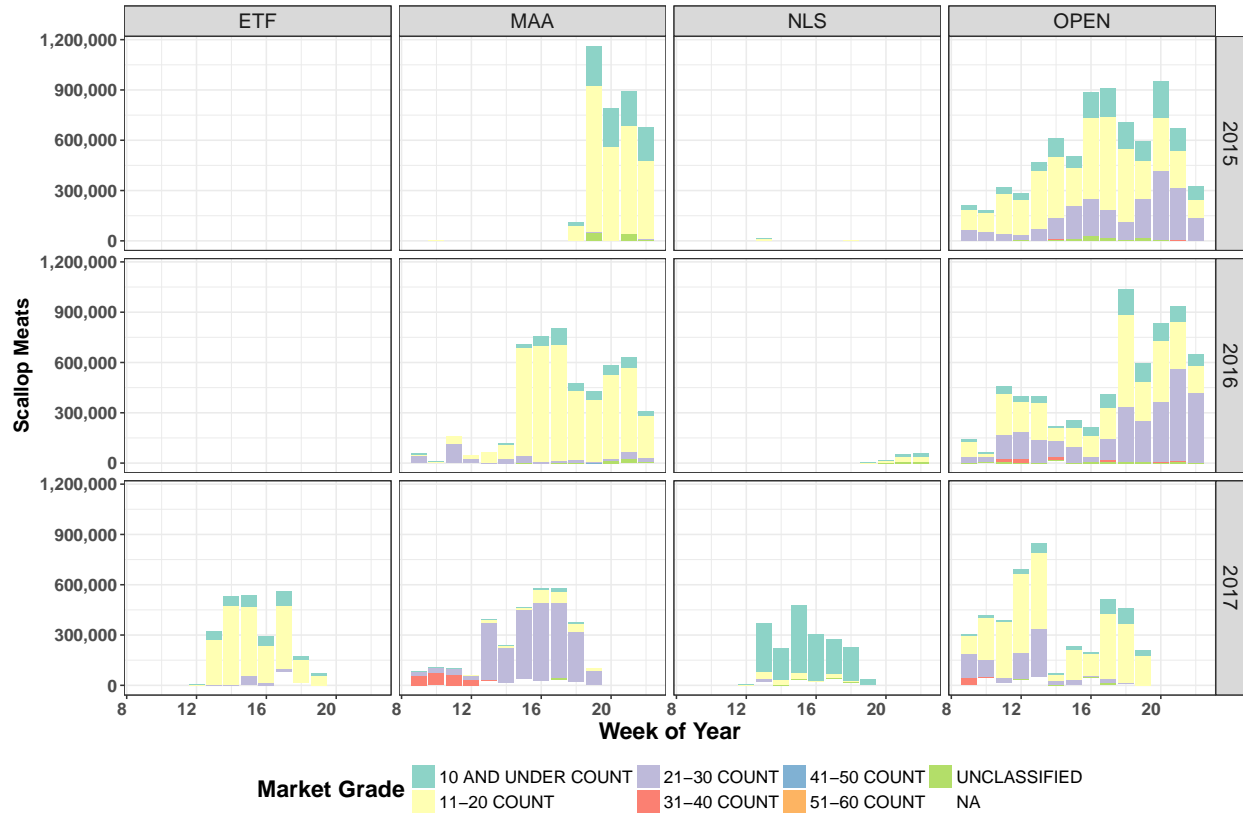 ETF MAA NLS OPEN
1,200,000
900,000
600,000
300,000
0
2015
1,200,000
900,000
600,000
300,000
0
2016
1,200,000
900,000
600,000
300,000
0
2017
Scallop Meats
8 12 16 20 8 12 16 20 8 12 16 20 8 12 16 20
Week of Year
Market Grade
10 AND UNDER COUNT 21−30 COUNT 41−50 COUNT UNCLASSIFIED
11−20 COUNT 31−40 COUNT 51−60 COUNT NA